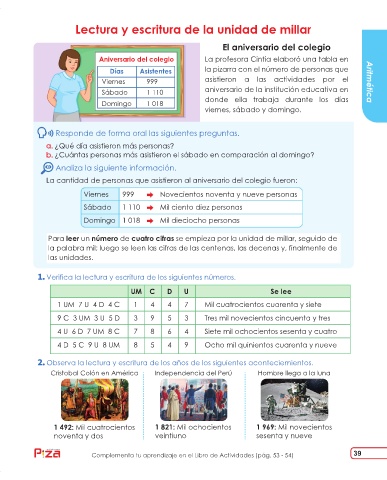 Lectura y escritura de la unidad de millar
El aniversario del colegio
Aniversario del colegio
Días Asistentes
Viernes 999
Sábado 1 110
Domingo 1 018
La profesora Cintia elaboró una tabla en
la pizarra con el número de personas que
asistieron a las actividades por el
aniversario de la institución educativa en
donde ella trabaja durante los días
viernes, sábado y domingo.
Aritmética
Responde de forma oral las siguientes preguntas.
a. ¿Qué día asistieron más personas?
b. ¿Cuántas personas más asistieron el sábado en comparación al domingo?
Analiza la siguiente información.
La cantidad de personas que asistieron al aniversario del colegio fueron:
Viernes 999 Novecientos noventa y nueve personas
Sábado 1 110 Mil ciento diez personas
Domingo 1 018 Mil dieciocho personas
Para leer un número de cuatro cifras se empieza por la unidad de millar, seguido de
la palabra mil; luego se leen las cifras de las centenas, las decenas y, finalmente de
las unidades.
1. Verifica la lectura y escritura de los siguientes números.
UM C D U Se lee
1 UM 7 U 4 D 4 C 1 4 4 7 Mil cuatrocientos cuarenta y siete
9 C 3 UM 3 U 5 D 3 9 5 3 Tres mil novecientos cincuenta y tres
4 U 6 D 7 UM 8 C 7 8 6 4 Siete mil ochocientos sesenta y cuatro
4 D 5 C 9 U 8 UM 8 5 4 9 Ocho mil quinientos cuarenta y nueve
2. Observa la lectura y escritura de los años de los siguientes acontecimientos.
Cristobal Colón en América Independencia del Perú Hombre llega a la luna
1 492: Mil cuatrocientos noventa y dos
1 821: Mil ochocientos veintiuno
1 969: Mil novecientos sesenta y nueve
Pizà
Complementa tu aprendizaje en el Libro de Actividades (pág. 53 - 54)
39